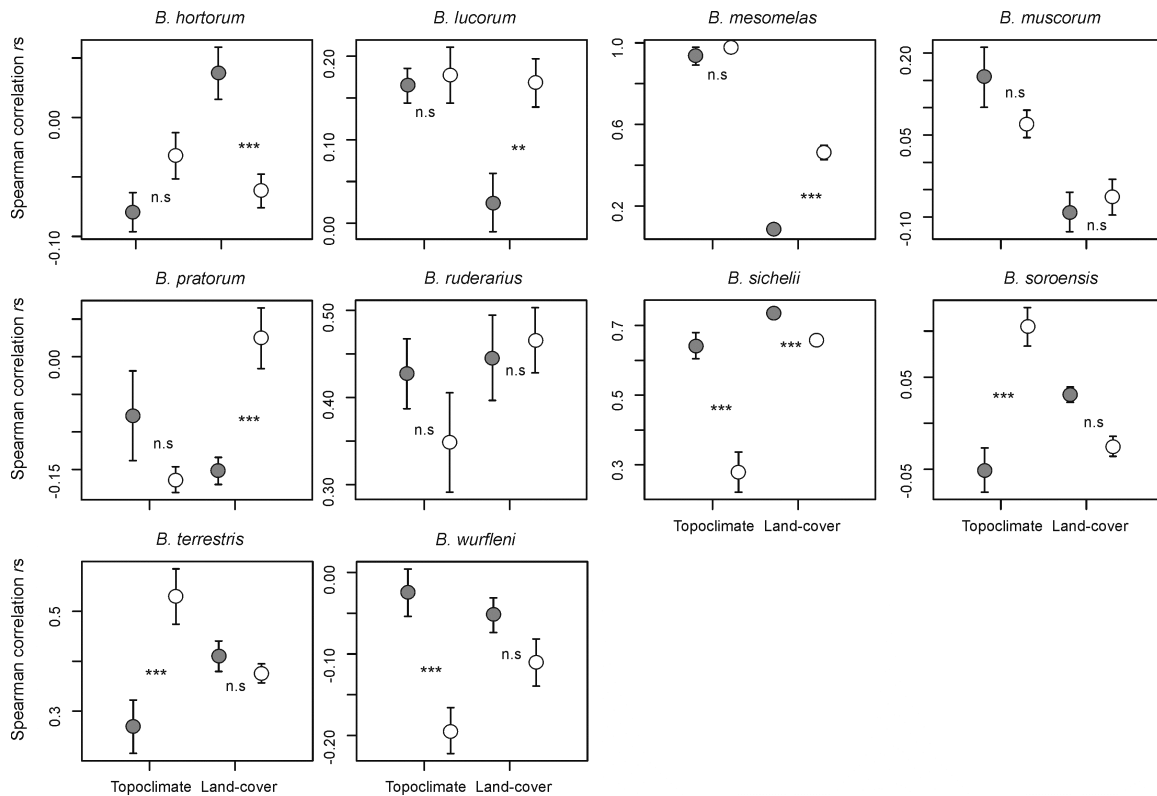 B. hortorum B. lucorum B. mesomelas B. muscorum
Spearman correlation rs
0.00
-0.10
n.s
***
0.20
0.10
0.00
n.s
**
1.0
0.6
0.2
n.s
***
0.20
0.05
-0.10
n.s
n.s
B. pratorum B. ruderarius B. sichelii B. soroensis
Spearman correlation rs
0.00
-0.15
n.s
***
0.50
0.40
0.30
n.s
n.s
0.7
0.5
0.3
***
***
0.05
-0.05
***
n.s
Topoclimate Land-cover Topoclimate Land-cover
B. terrestris B. wurfleni
Spearman correlation rs
0.5
0.3
***
n.s
0.00
-0.10
-0.20
***
n.s
Topoclimate Land-cover Topoclimate Land-cover